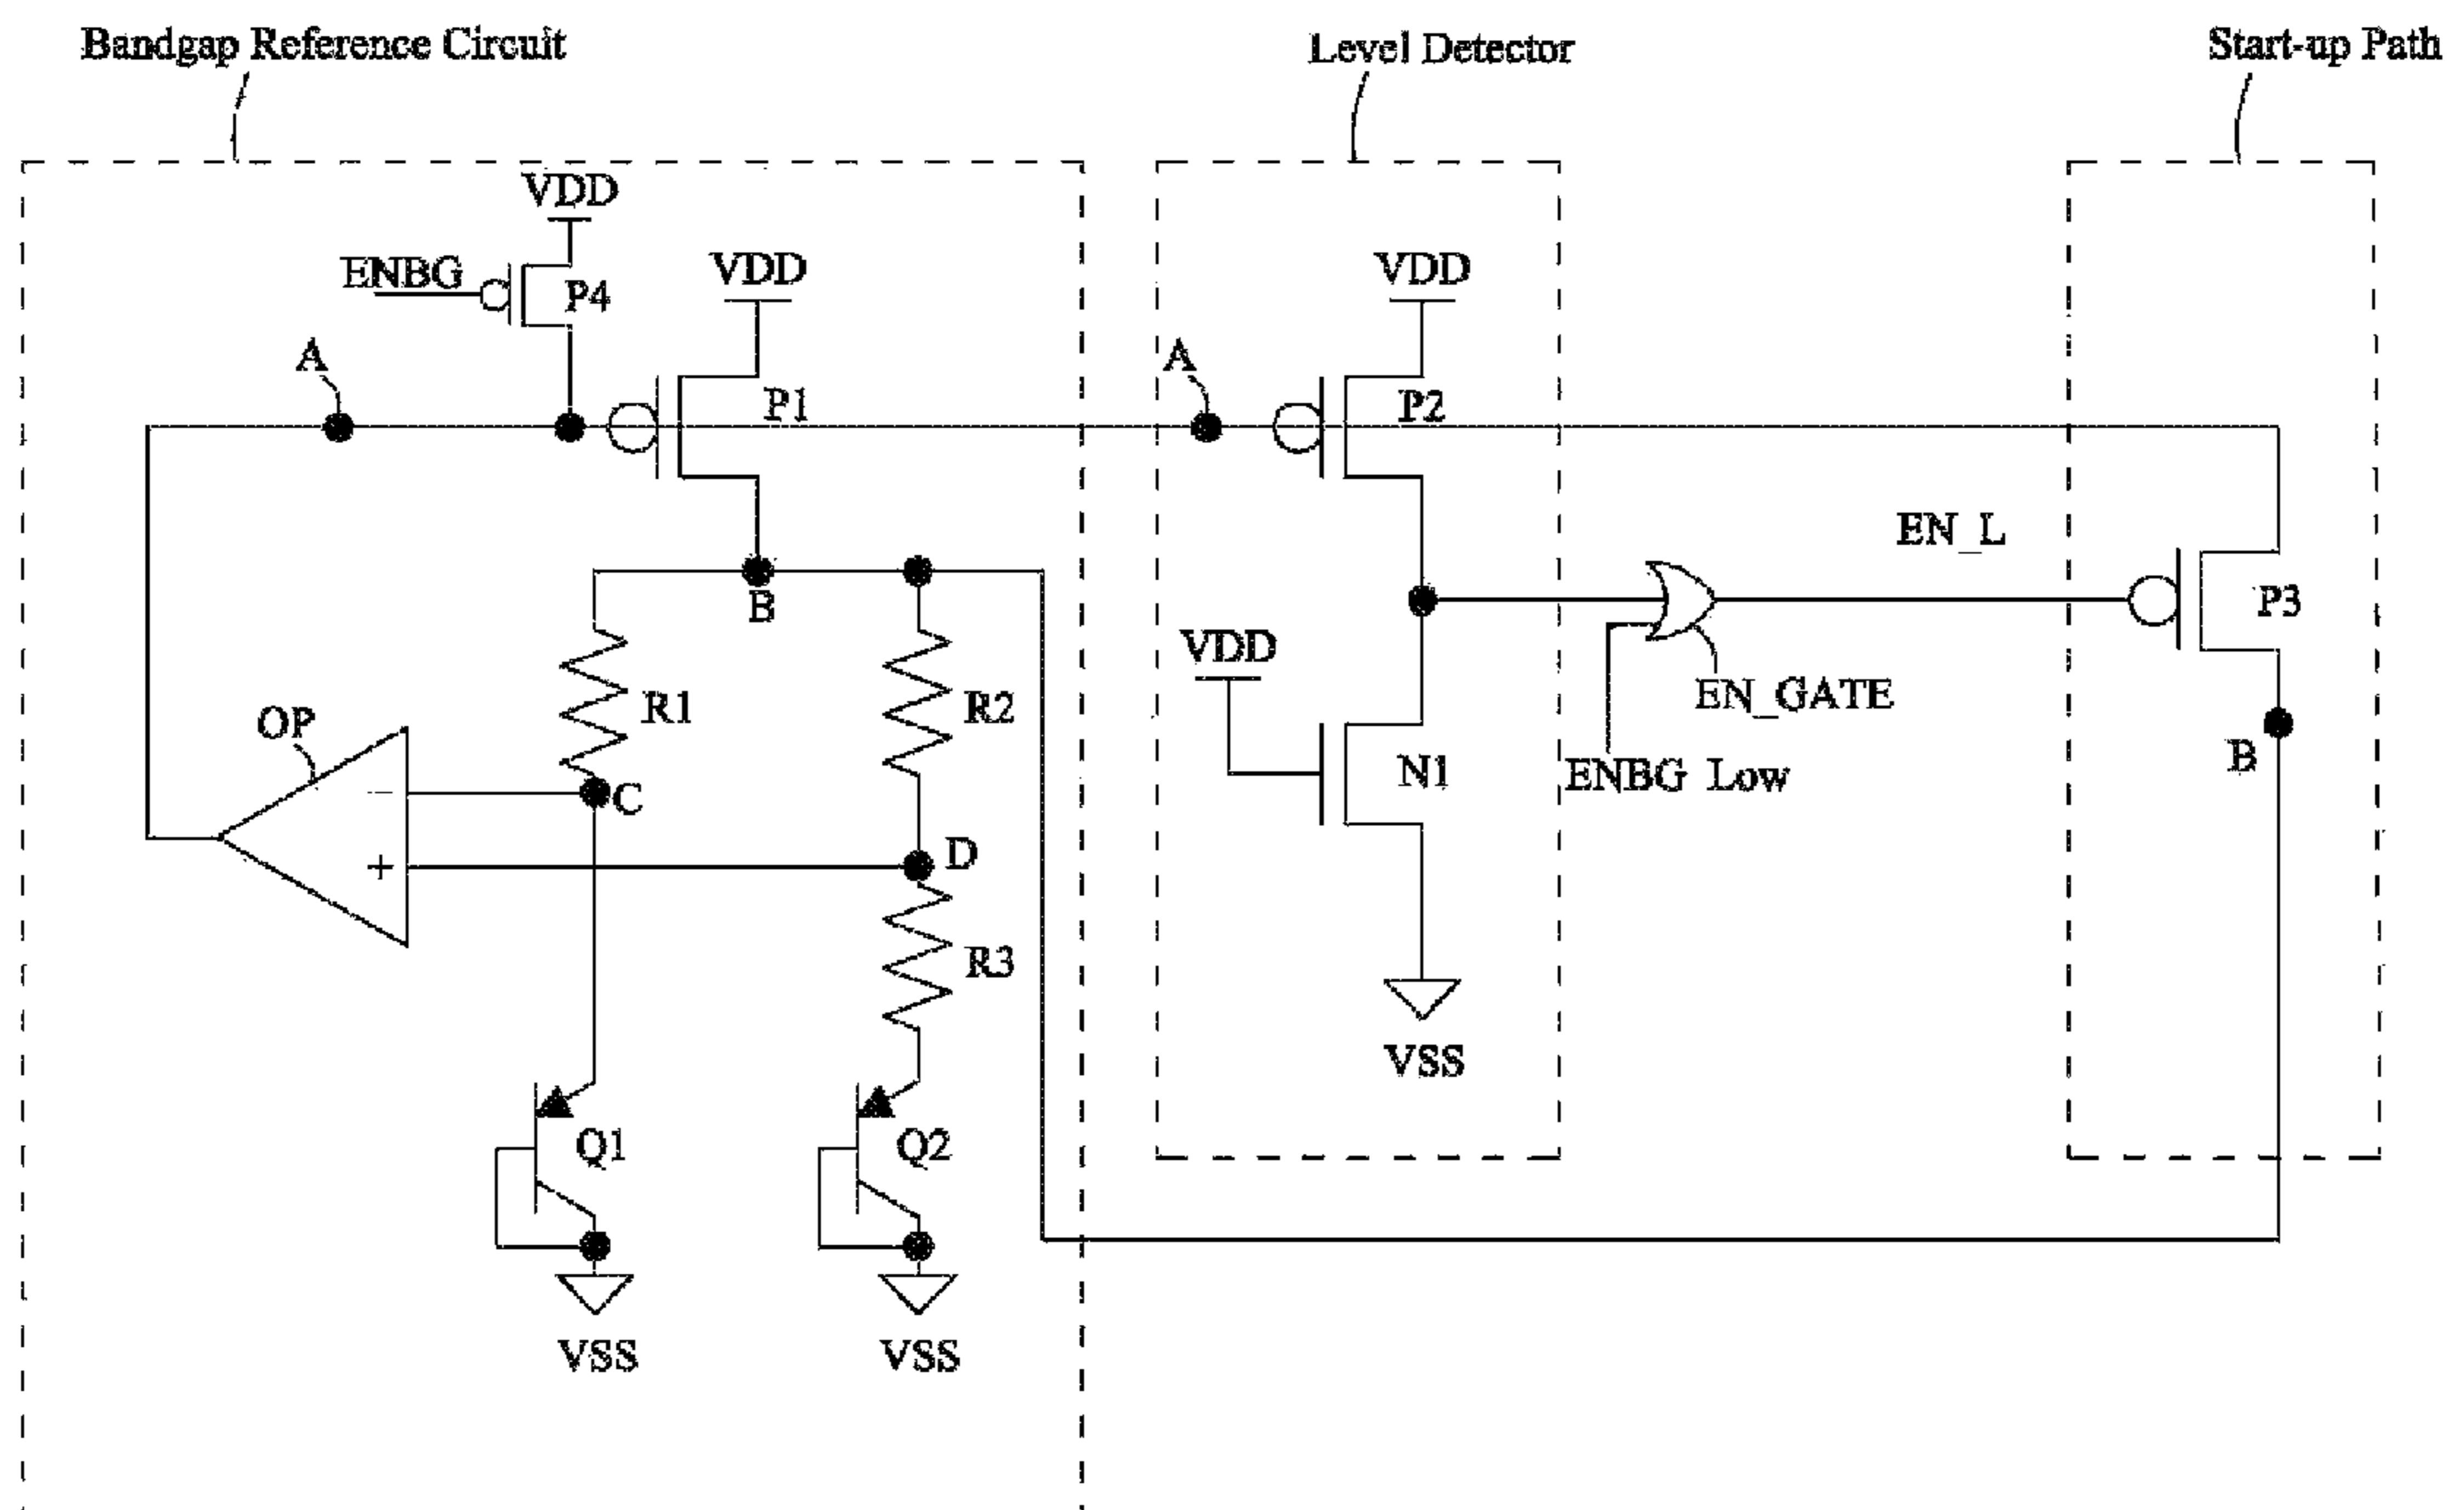 Bandgap Reference Circuit
Level Detector
Start-up Path
VDD
ENBG
P4
VDD
VDD
A
P1
A
P2
EN_L
P3
B
VDD
R1
R2
EN_GATE
OP
B
−
C
N1
ENBG_Low
+
D
R3
VSS
Q1
Q2
VSS
VSS